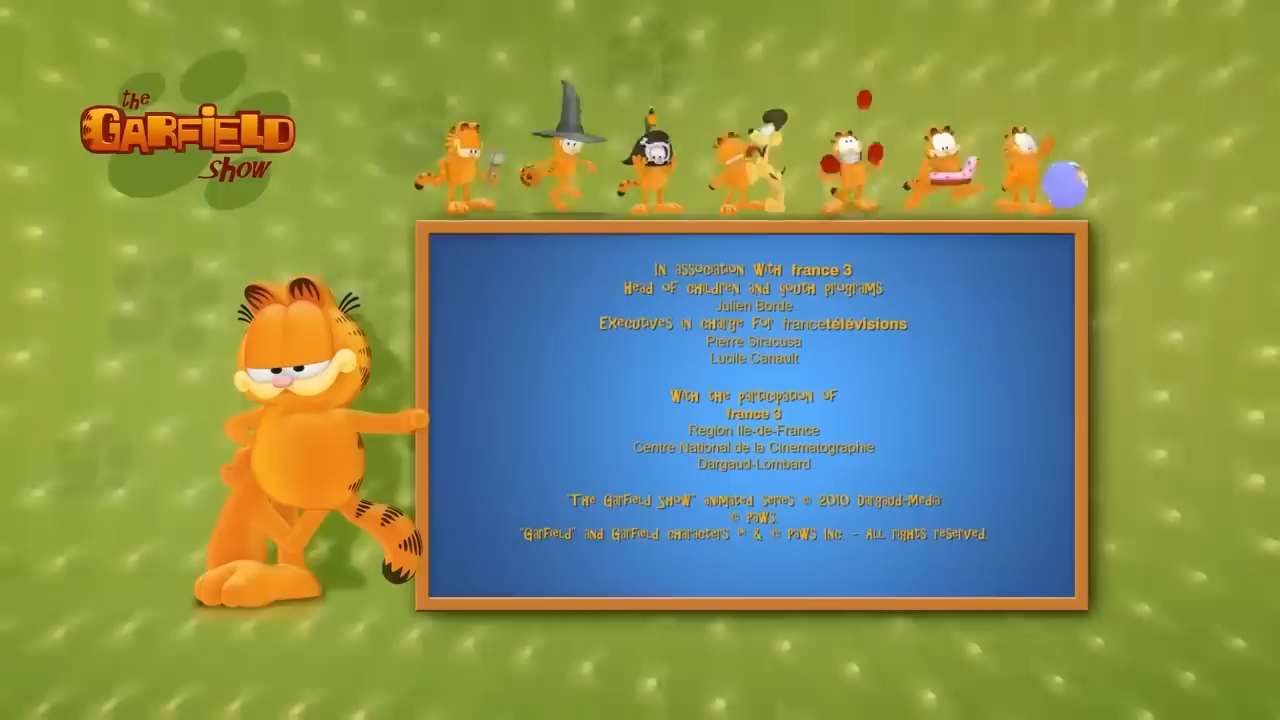 the
GARFIELD
show
In association with france 3
Head of children and youth programs
Julien Borde
Executives in charge for francetélévisions
Pierre Siracusa
Lucile Canault
With the participation of
france 3
Region Ile-de-France
Centre National de la Cinematographie
Dargaud-Lombard
"The Garfield Show" animated series © 2010 Dargaud-Media
© PAWS.
"Garfield" and Garfield characters ™ & © PAWS Inc. - All rights reserved.